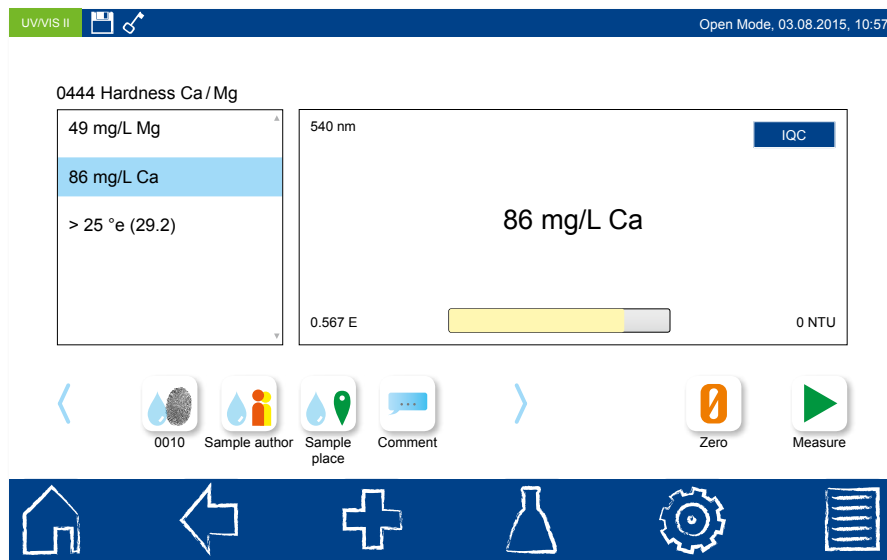 UV/VIS II
Open Mode, 03.08.2015, 10:57
0444 Hardness Ca/Mg
49 mg/L Mg
86 mg/L Ca
> 25 °e (29.2)
540 nm
IQC
86 mg/L Ca
0.567 E
0 NTU
0010
Sample author
Sample
place
Comment
Zero
Measure